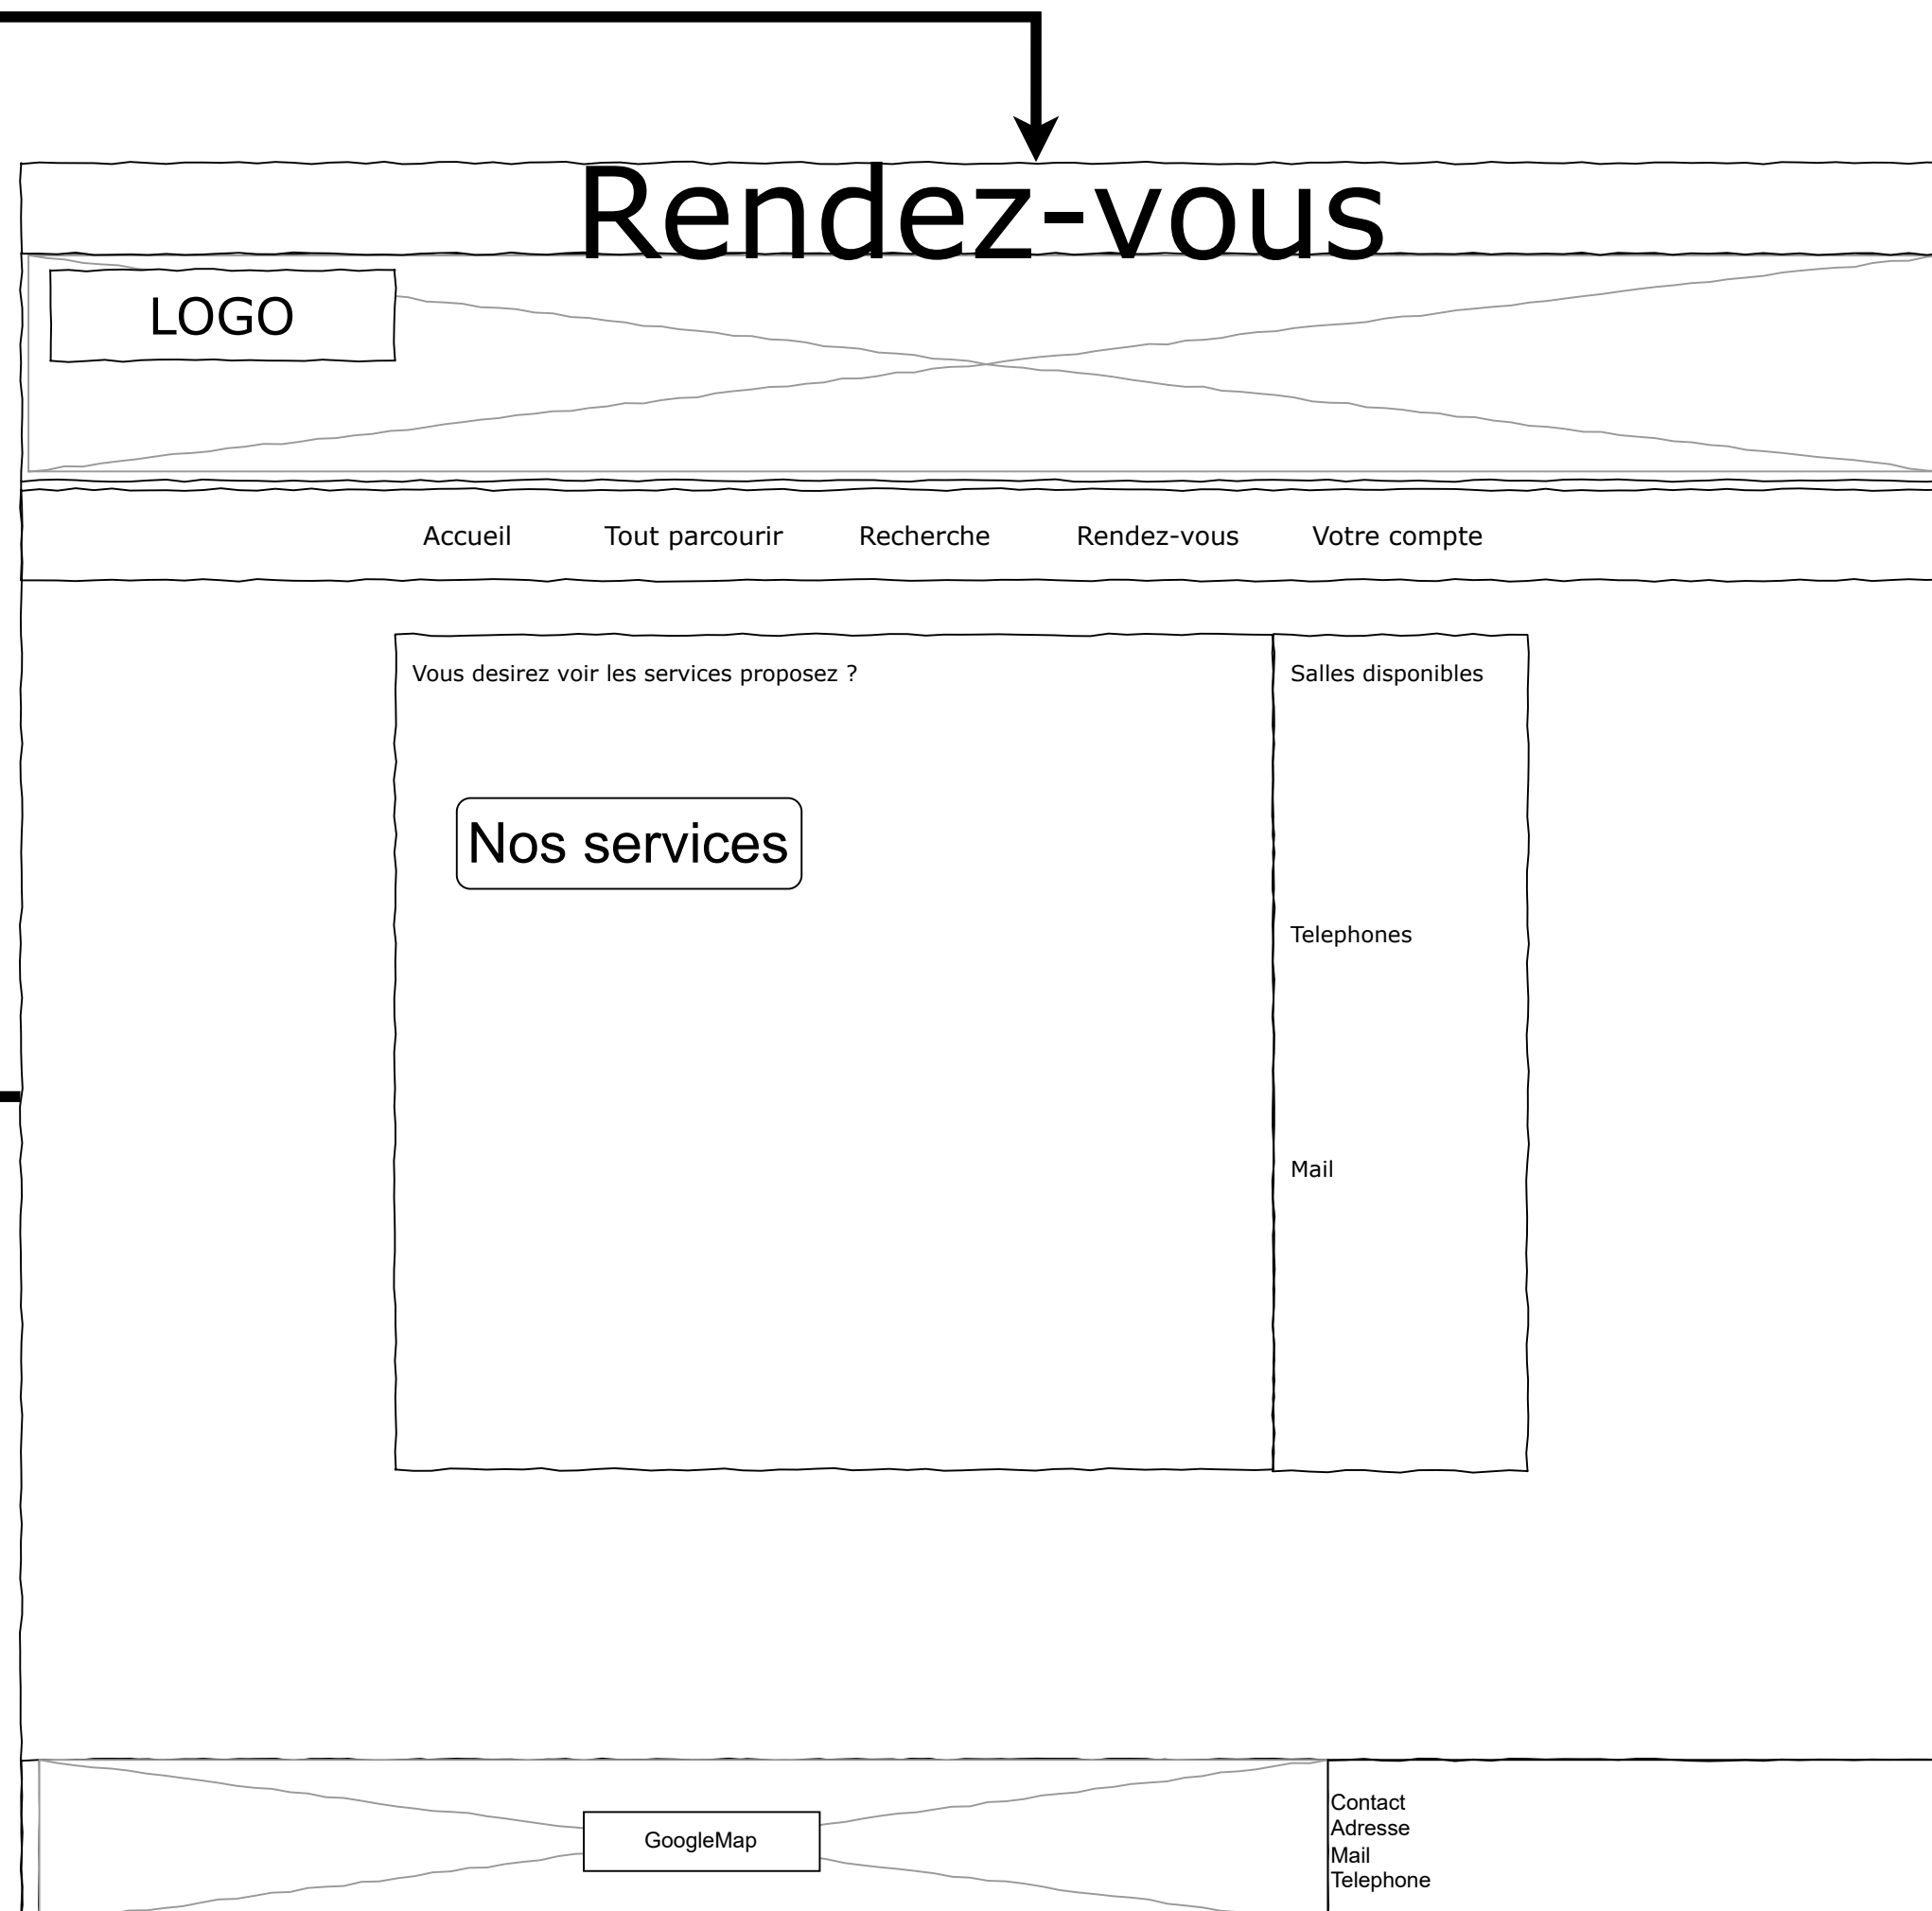 Rendez-vous
LOGO
Accueil
Tout parcourir
Recherche
Rendez-vous
Votre compte
Vous desirez voir les services proposez ?
Nos services
Salles disponibles
Telephones
Mail
GoogleMap
Contact
Adresse
Mail
Telephone